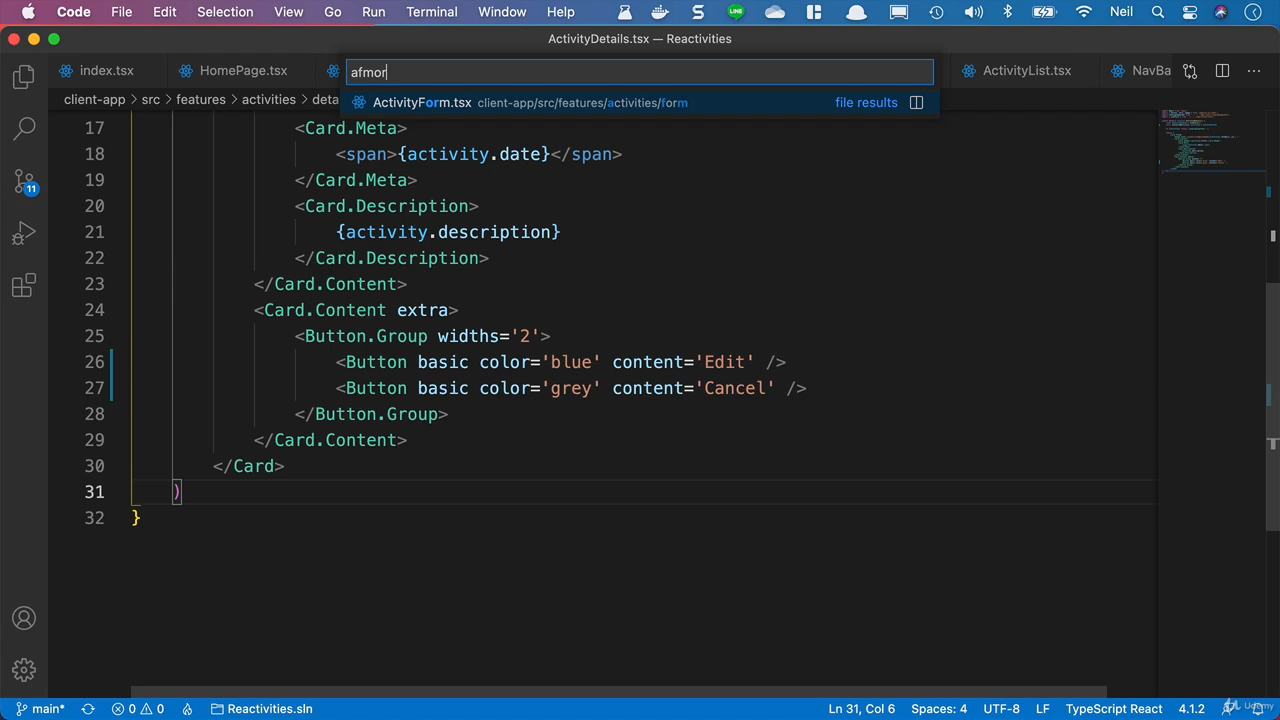 Code File Edit Selection View Go Run Terminal Window Help Neil
ActivityDetails.tsx — Reactivities
index.tsx HomePage.tsx ActivityList.tsx NavBa
afmor
client-app › src › features › activities › deta
ActivityForm.tsx client-app/src/features/activities/form file results
17 <Card.Meta>
18 <span>{activity.date}</span>
19 </Card.Meta>
20 <Card.Description>
21 {activity.description}
22 </Card.Description>
23 </Card.Content>
24 <Card.Content extra>
25 <Button.Group widths='2'>
26 <Button basic color='blue' content='Edit' />
27 <Button basic color='grey' content='Cancel' />
28 </Button.Group>
29 </Card.Content>
30 </Card>
31 )
32 }
11
main* 0 0 Reactivities.sln Ln 31, Col 6 Spaces: 4 UTF-8 LF TypeScript React 4.1.2
Udemy